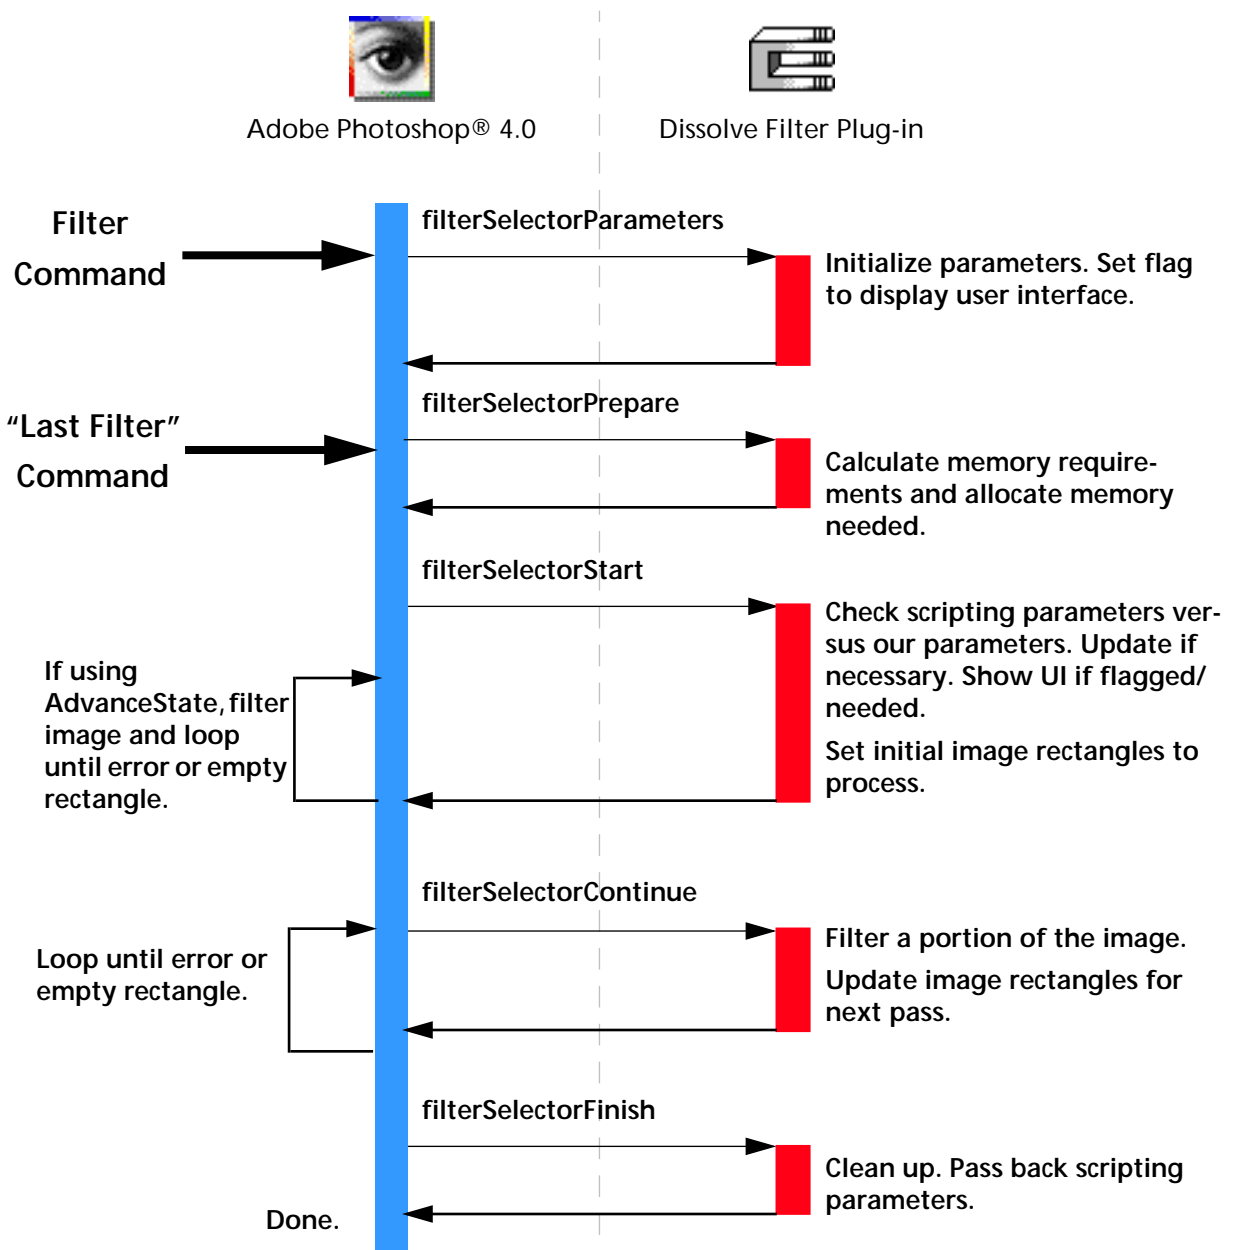 Adobe Photoshop® 4.0
Dissolve Filter Plug-in
Filter
Command
filterSelectorParameters
Initialize parameters. Set flag
to display user interface.
"Last Filter"
Command
filterSelectorPrepare
Calculate memory require-
ments and allocate memory
needed.
filterSelectorStart
Check scripting parameters ver-
sus our parameters. Update if
necessary. Show UI if flagged/
needed.
Set initial image rectangles to
process.
If using
AdvanceState, filter
image and loop
until error or empty
rectangle.
filterSelectorContinue
Filter a portion of the image.
Update image rectangles for
next pass.
Loop until error or
empty rectangle.
filterSelectorFinish
Clean up. Pass back scripting
parameters.
Done.